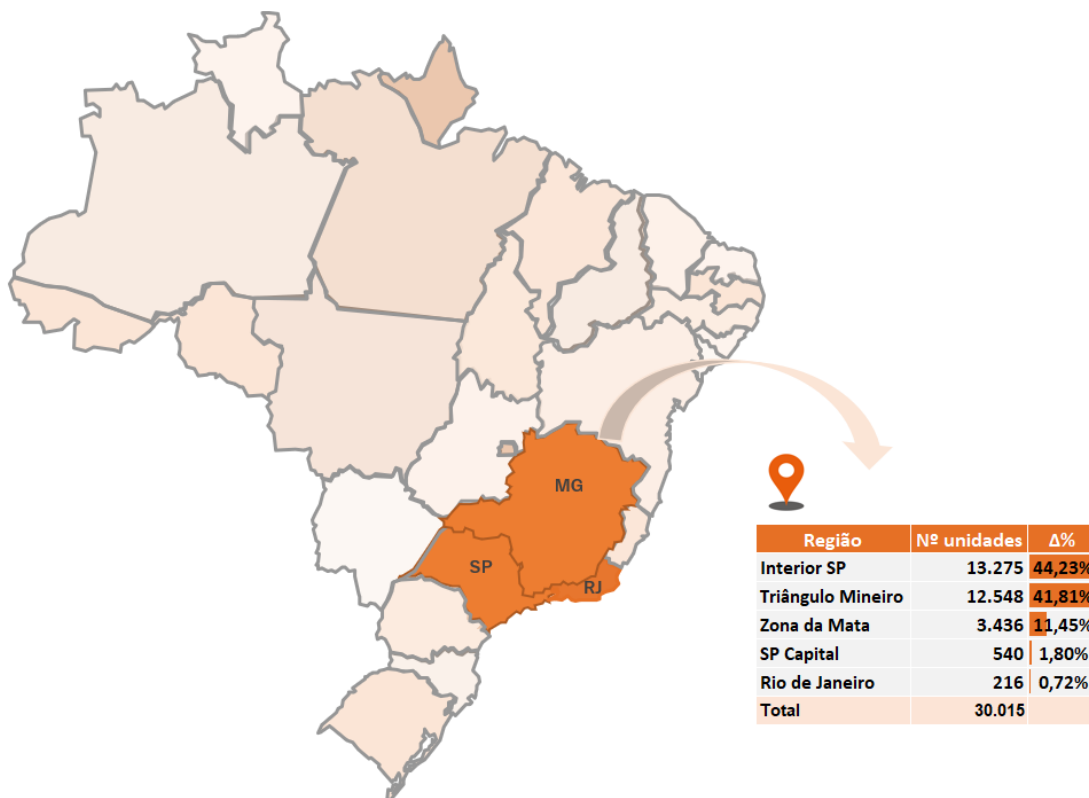 MG
SP
RJ
Região Nº unidades Δ%
Interior SP 13.275 44,23%
Triângulo Mineiro 12.548 41,81%
Zona da Mata 3.436 11,45%
SP Capital 540 1,80%
Rio de Janeiro 216 0,72%
Total 30.015